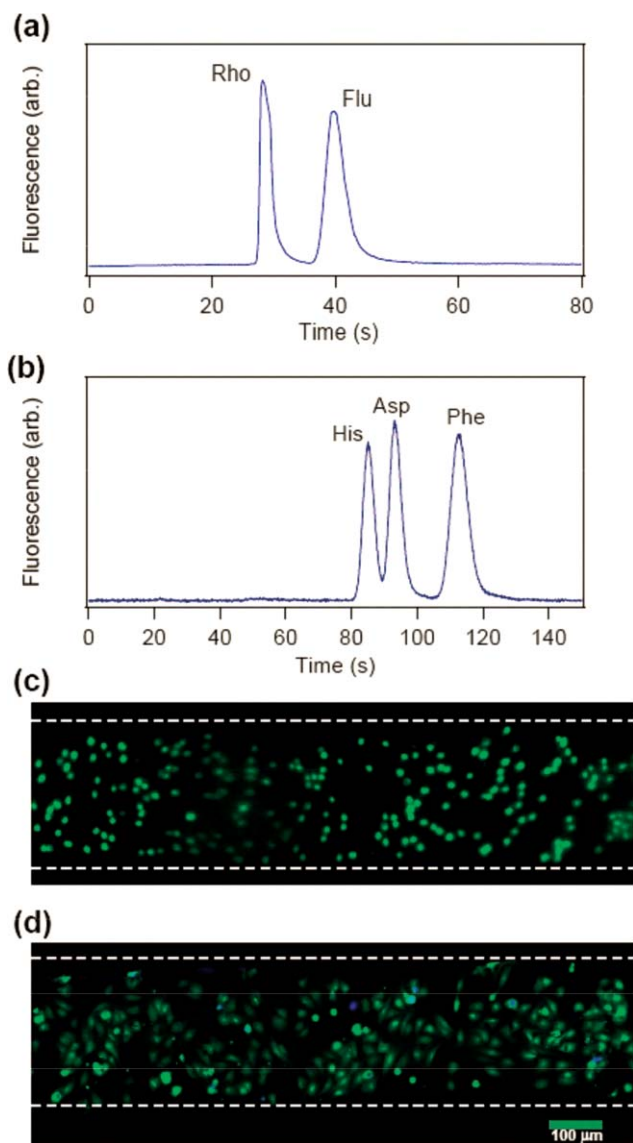 (a)
Rho
Flu
Fluorescence (arb.)
0 20 40 60 80
Time (s)
(b)
His Asp Phe
Fluorescence (arb.)
0 20 40 60 80 100 120 140
Time (s)
(c)
(d)
100 μm